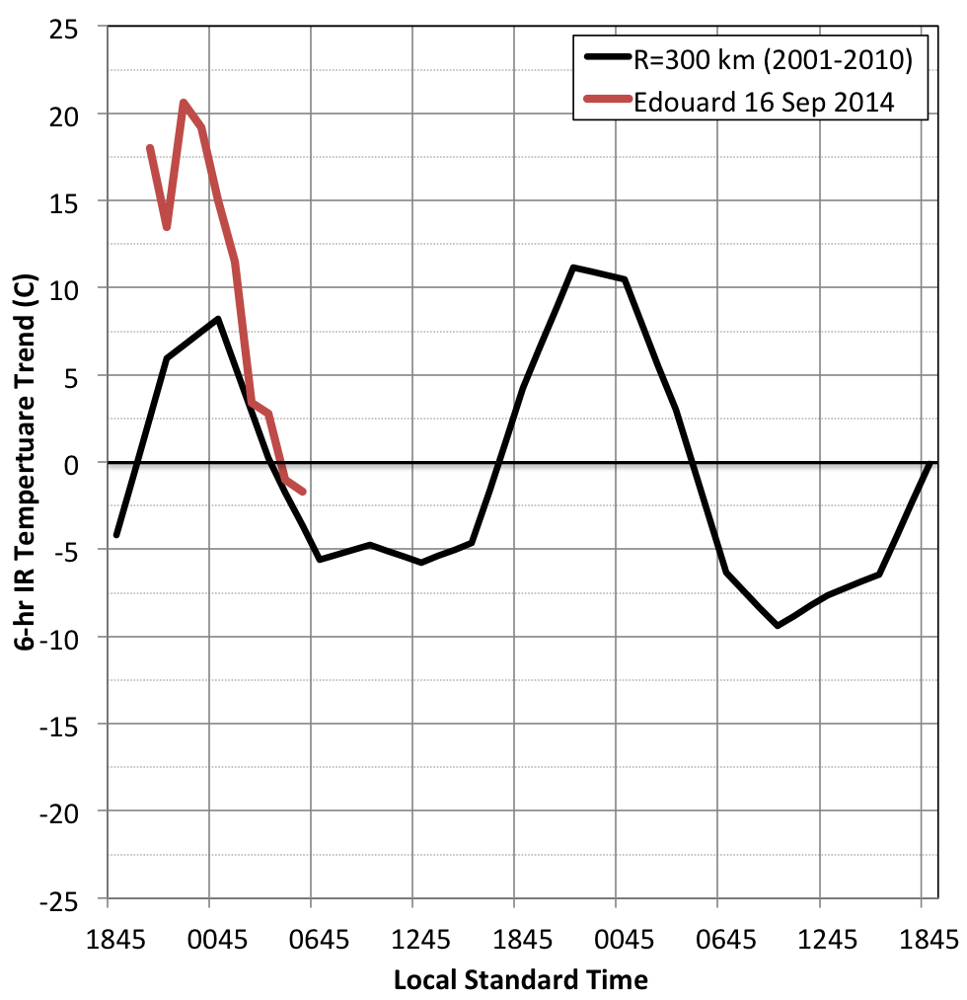 25
20
15
10
5
0
-5
-10
-15
-20
-25
6-hr IR Tempertuare Trend (C)
R=300 km (2001-2010)
Edouard 16 Sep 2014
1845 0045 0645 1245 1845 0045 0645 1245 1845
Local Standard Time